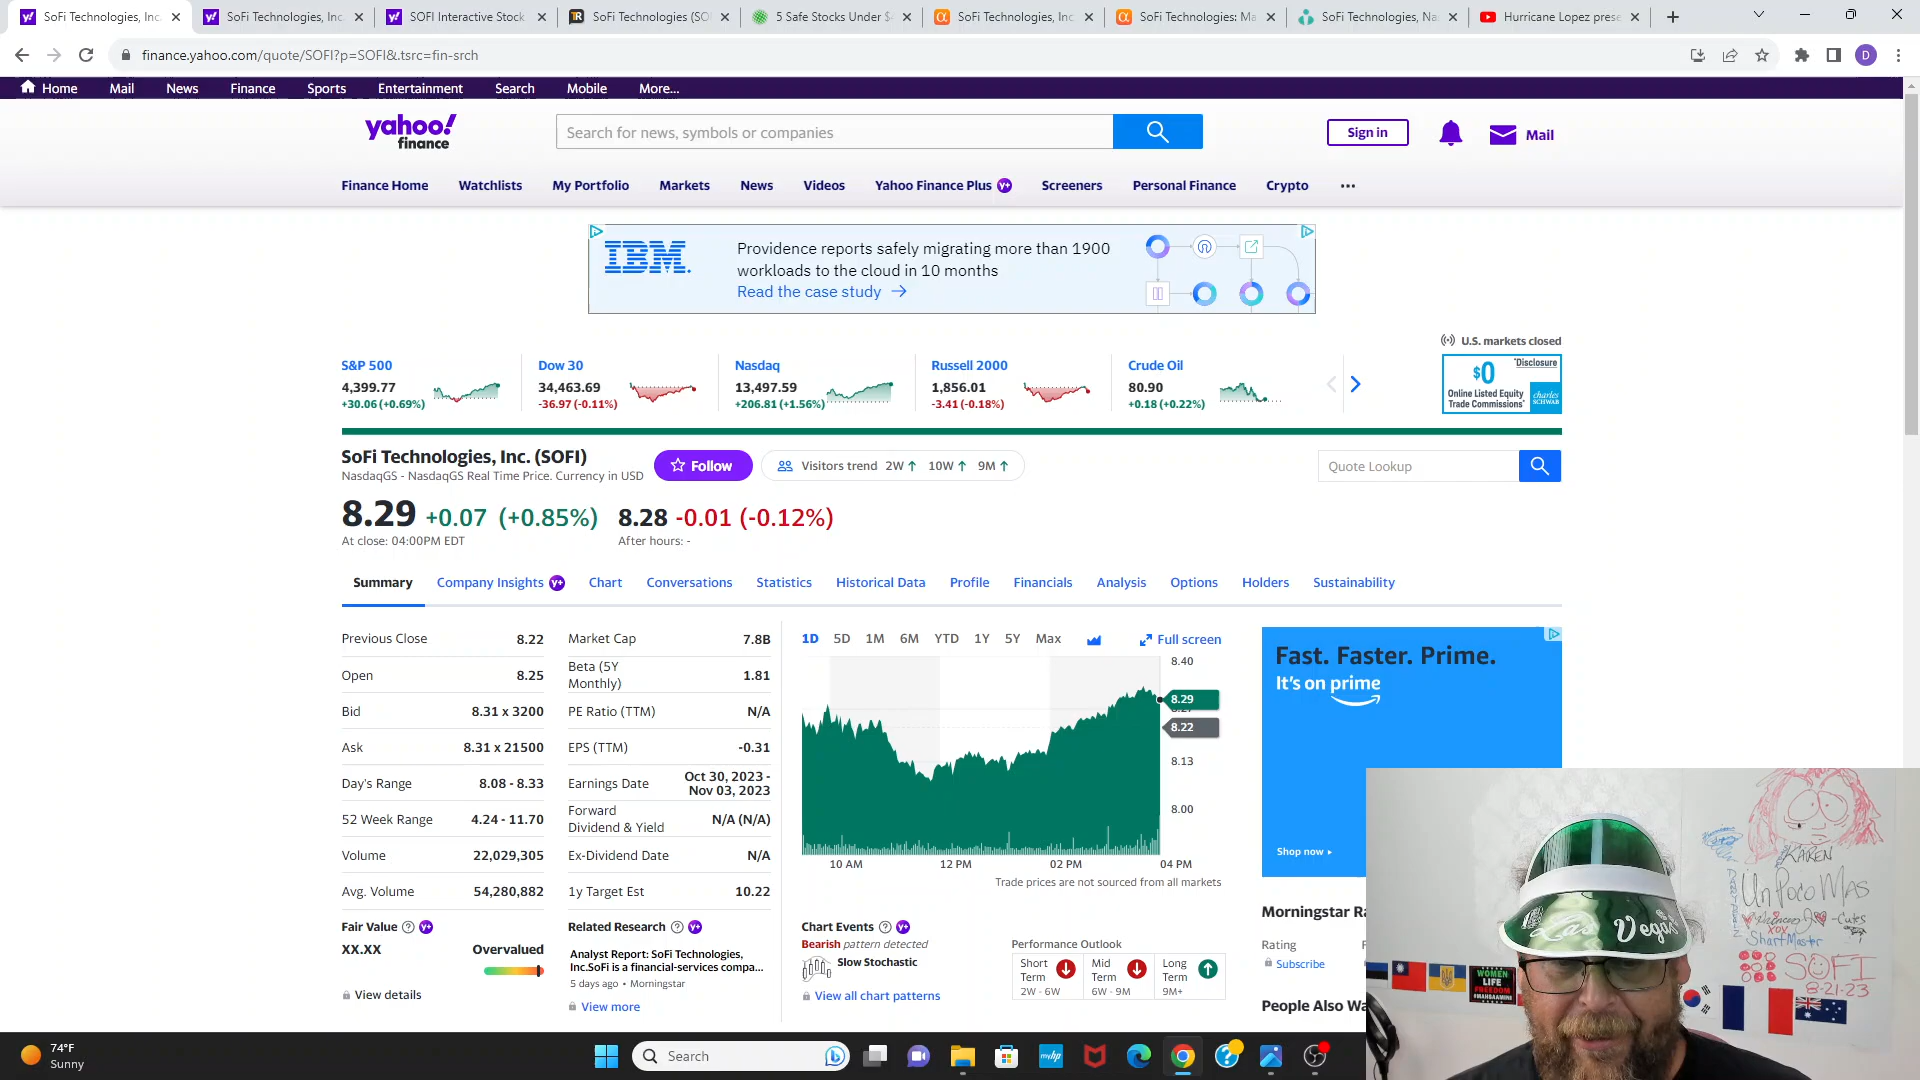 SoFi Technologies, Inc.
SoFi Technologies, Inc.
SOFI Interactive Stock
SoFi Technologies (SOF
5 Safe Stocks Under $
SoFi Technologies, Inc.
SoFi Technologies: Ma
SoFi Technologies, Na
Hurricane Lopez prese
finance.yahoo.com/quote/SOFI?p=SOFI&.tsrc=fin-srch
D
Home Mail News Finance Sports Entertainment Search Mobile More...
yahoo!
finance
Search for news, symbols or companies
Sign in
Mail
Finance Home Watchlists My Portfolio Markets News Videos Yahoo Finance Plus Y+ Screeners Personal Finance Crypto ...
IBM.
Providence reports safely migrating more than 1900
workloads to the cloud in 10 months
Read the case study →
U.S. markets closed
S&P 500
4,399.77
+30.06 (+0.69%)
Dow 30
34,463.69
-36.97 (-0.11%)
Nasdaq
13,497.59
+206.81 (+1.56%)
Russell 2000
1,856.01
-3.41 (-0.18%)
Crude Oil
80.90
+0.18 (+0.22%)
*Disclosure
$0
Online Listed Equity
Trade Commissions*
charles
SCHWAB
SoFi Technologies, Inc. (SOFI)
NasdaqGS - NasdaqGS Real Time Price. Currency in USD
Follow
Visitors trend 2W↑ 10W↑ 9M↑
Quote Lookup
8.29 +0.07 (+0.85%)
At close: 04:00PM EDT
8.28 -0.01 (-0.12%)
After hours: -
Summary Company Insights Y+ Chart Conversations Statistics Historical Data Profile Financials Analysis Options Holders Sustainability
Previous Close 8.22
Open 8.25
Bid 8.31 x 3200
Ask 8.31 x 21500
Day's Range 8.08 - 8.33
52 Week Range 4.24 - 11.70
Volume 22,029,305
Avg. Volume 54,280,882
Market Cap 7.8B
Beta (5Y
Monthly) 1.81
PE Ratio (TTM) N/A
EPS (TTM) -0.31
Earnings Date Oct 30, 2023 -
Nov 03, 2023
Forward
Dividend & Yield N/A (N/A)
Ex-Dividend Date N/A
1y Target Est 10.22
1D 5D 1M 6M YTD 1Y 5Y Max
Full screen
8.40
8.29
8.22
8.13
8.00
10 AM 12 PM 02 PM 04 PM
Trade prices are not sourced from all markets
Fast. Faster. Prime.
It's on prime
Shop now
Fair Value
XX.XX Overvalued
View details
Related Research
Analyst Report: SoFi Technologies,
Inc.SoFi is a financial-services compa...
5 days ago • Morningstar
View more
Chart Events
Bearish pattern detected
Slow Stochastic
View all chart patterns
Performance Outlook
Short
Term
2W - 6W
Mid
Term
6W - 9M
Long
Term
9M+
Morningstar Ra
Rating
Subscribe
People Also Wa
KAREN
Un Poco Mas
ShartMaster
SOFI
8-21-23
WOMEN
LIFE
FREEDOM
#MAHSAAMINI
Las Vegas
74°F
Sunny
Search
myhp